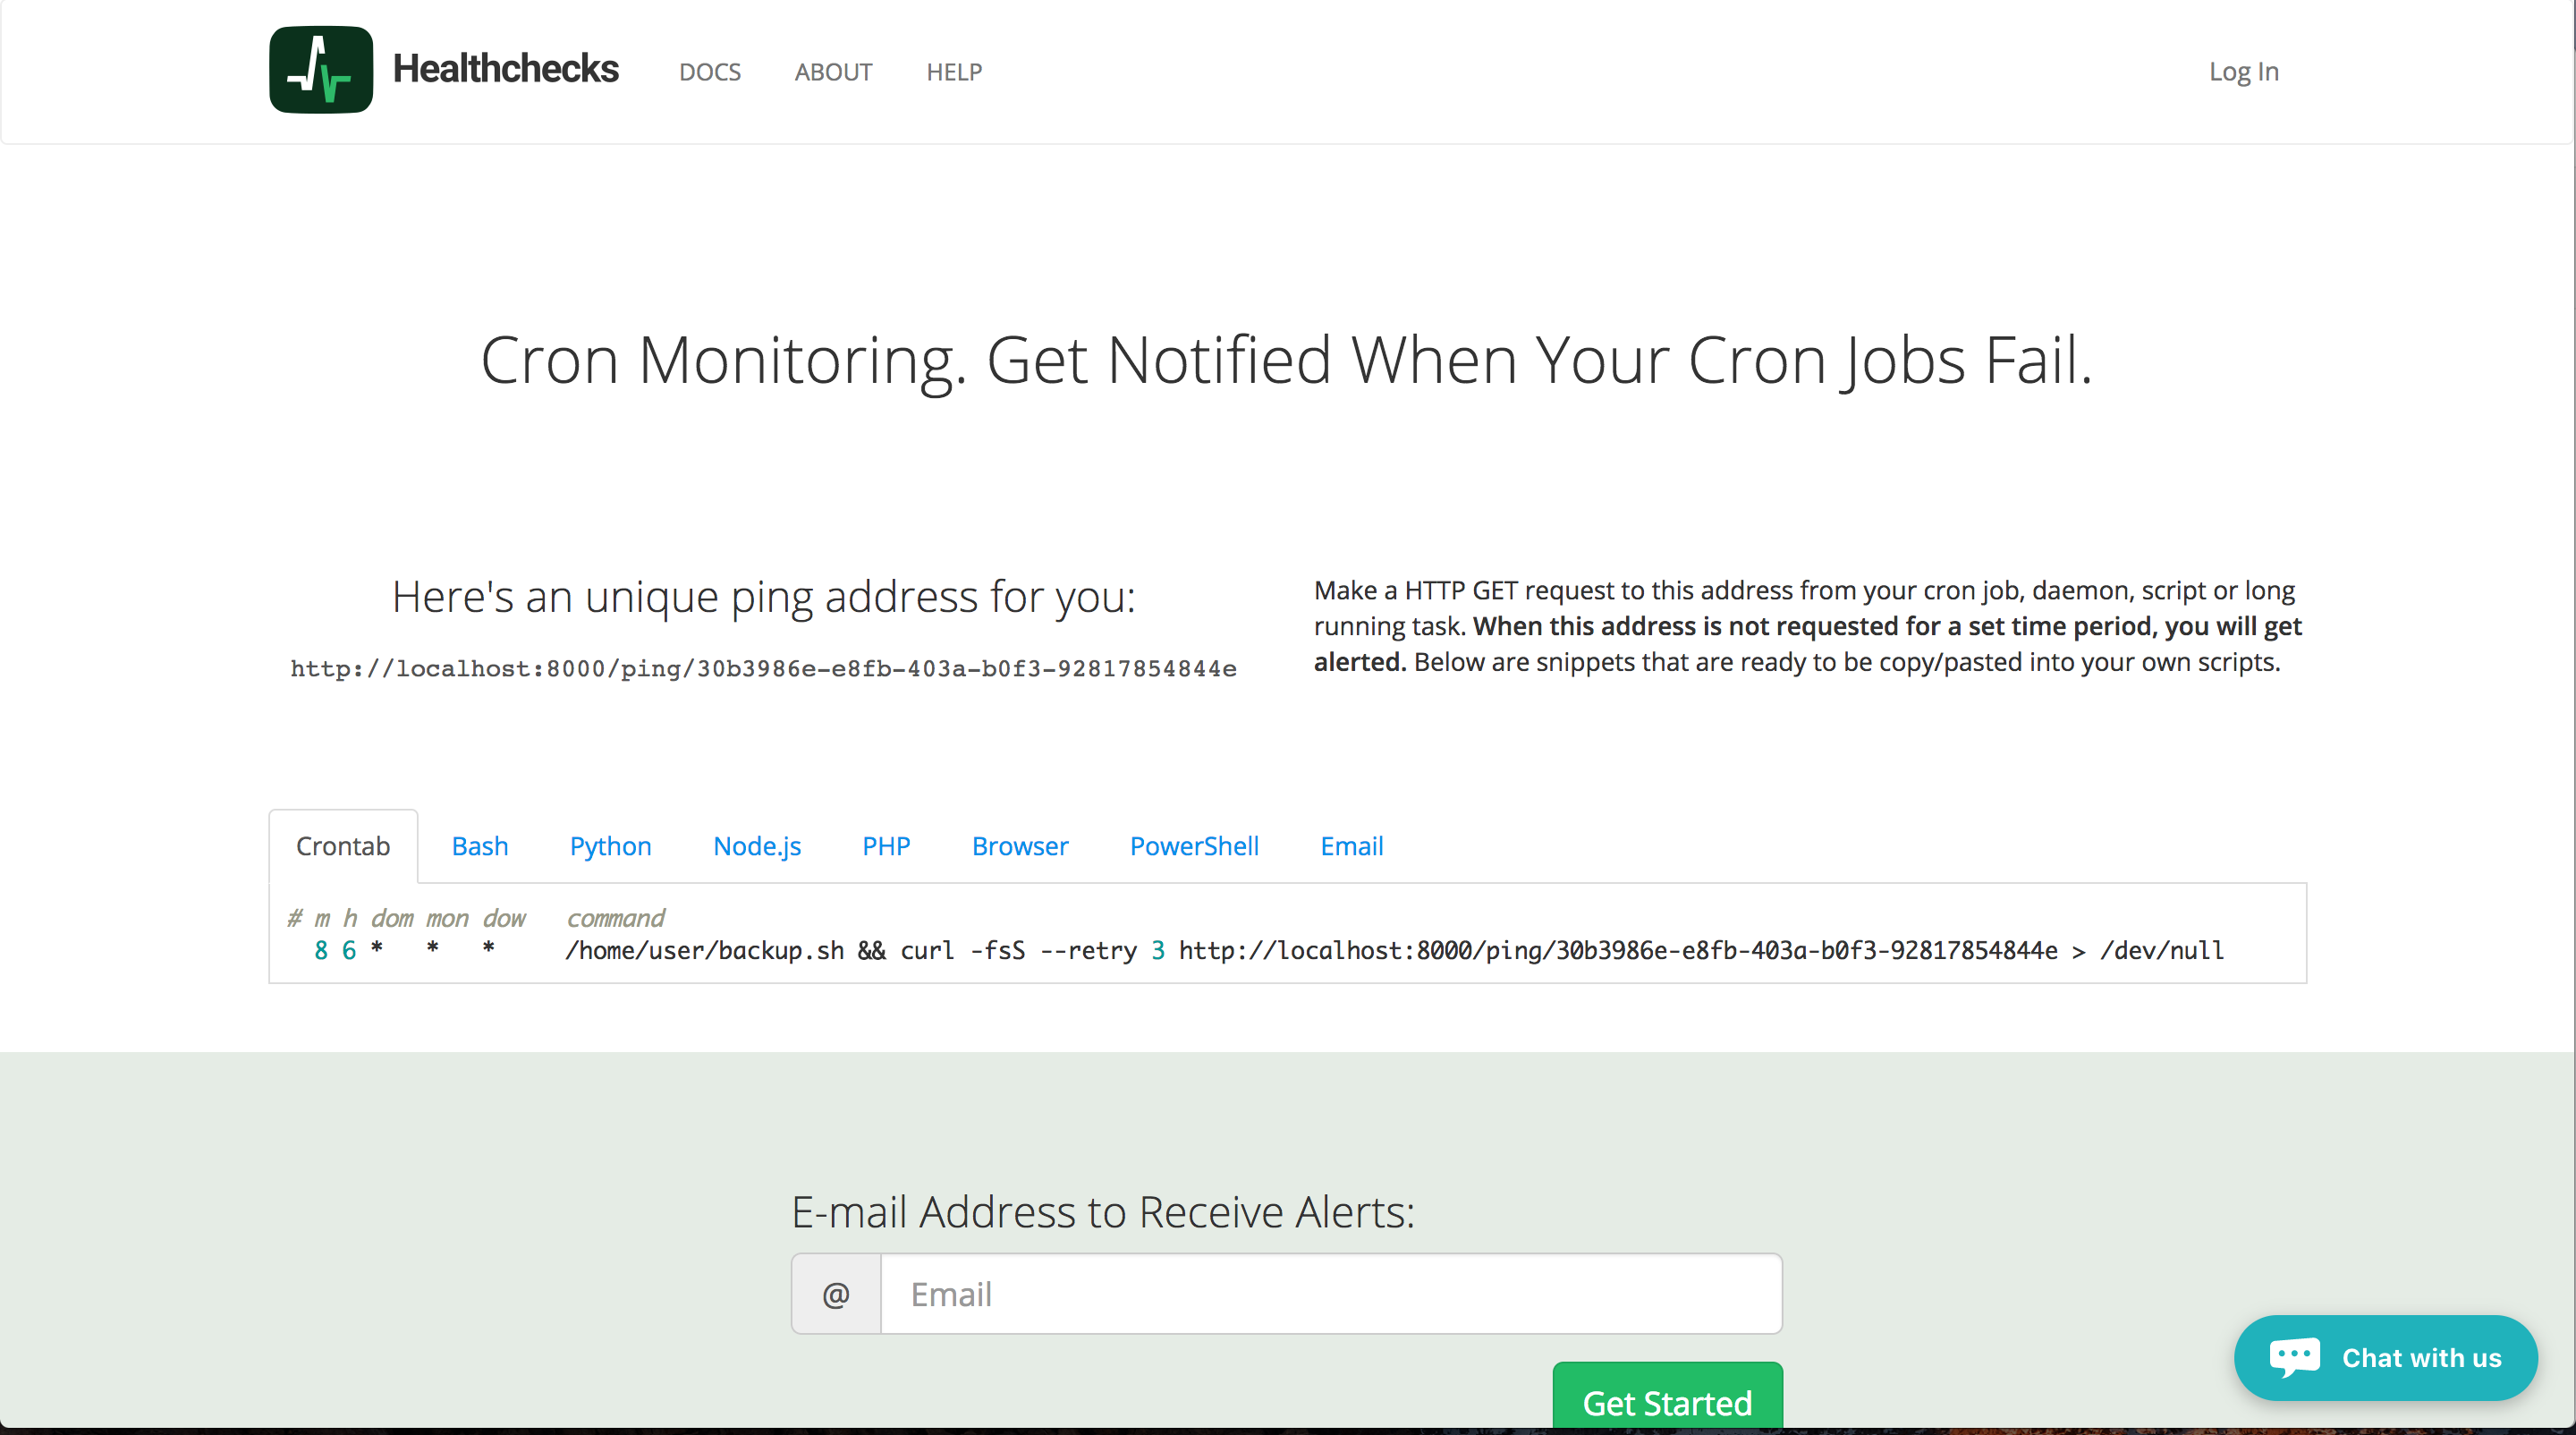 Healthchecks DOCS ABOUT HELP Log In
Cron Monitoring. Get Notified When Your Cron Jobs Fail.
Here's an unique ping address for you:
http://localhost:8000/ping/30b3986e-e8fb-403a-b0f3-92817854844e
Make a HTTP GET request to this address from your cron job, daemon, script or long
running task. When this address is not requested for a set time period, you will get
alerted. Below are snippets that are ready to be copy/pasted into your own scripts.
Crontab Bash Python Node.js PHP Browser PowerShell Email
# m h dom mon dow command
8 6 * * * /home/user/backup.sh && curl -fsS --retry 3 http://localhost:8000/ping/30b3986e-e8fb-403a-b0f3-92817854844e > /dev/null
E-mail Address to Receive Alerts:
@ Email
Get Started
Chat with us